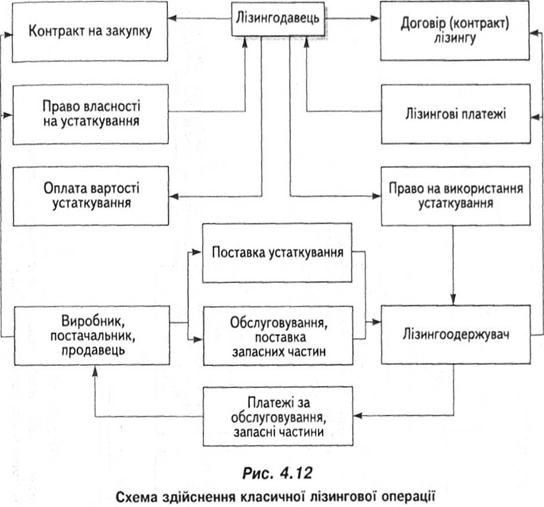 Контракт на закупку
Лізингодавець
Договір (контракт)
лізингу
Право власності
на устаткування
Лізингові платежі
Оплата вартості
устаткування
Право на використання
устаткування
Поставка устаткування
Виробник,
постачальник,
продавець
Обслуговування,
поставка
запасних частин
Лізингоодержувач
Платежі за
обслуговування,
запасні частини
Рис. 4.12
Схема здійснення класичної лізингової операції